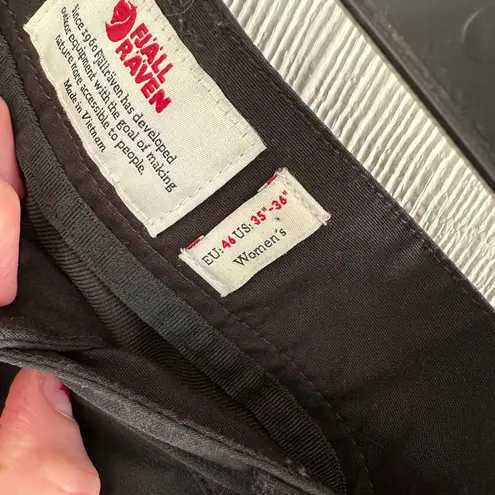 FJÄLL
RÄVEN
Since 1960 Fjällräven has developed
outdoor equipment with the goal of making
nature more accessible to people.
Made in Vietnam
EU: 46 US: 35"-36"
Women's